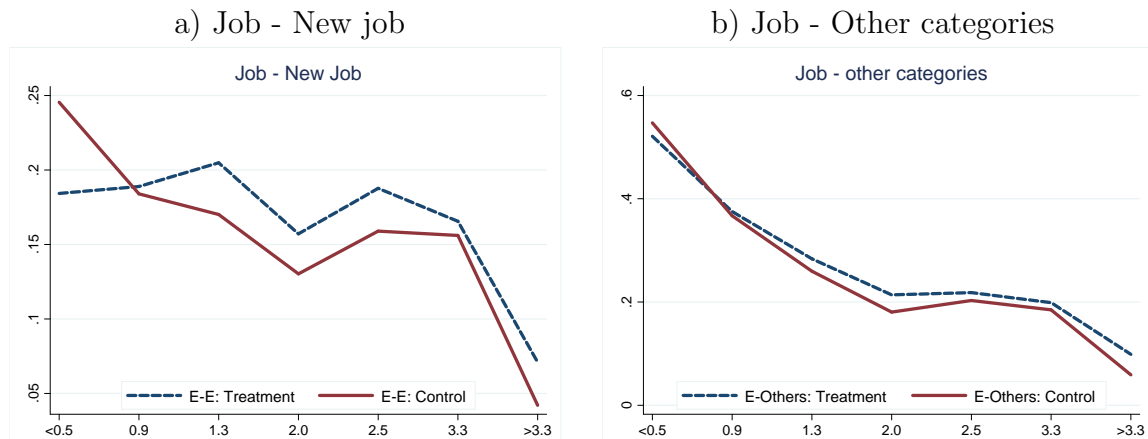 a) Job - New job
Job - New Job
.25
.2
.15
.1
.05
E-E: Treatment
E-E: Control
<0.5 0.9 1.3 2.0 2.5 3.3 >3.3
b) Job - Other categories
Job - other categories
.6
.4
.2
0
E-Others: Treatment
E-Others: Control
<0.5 0.9 1.3 2.0 2.5 3.3 >3.3